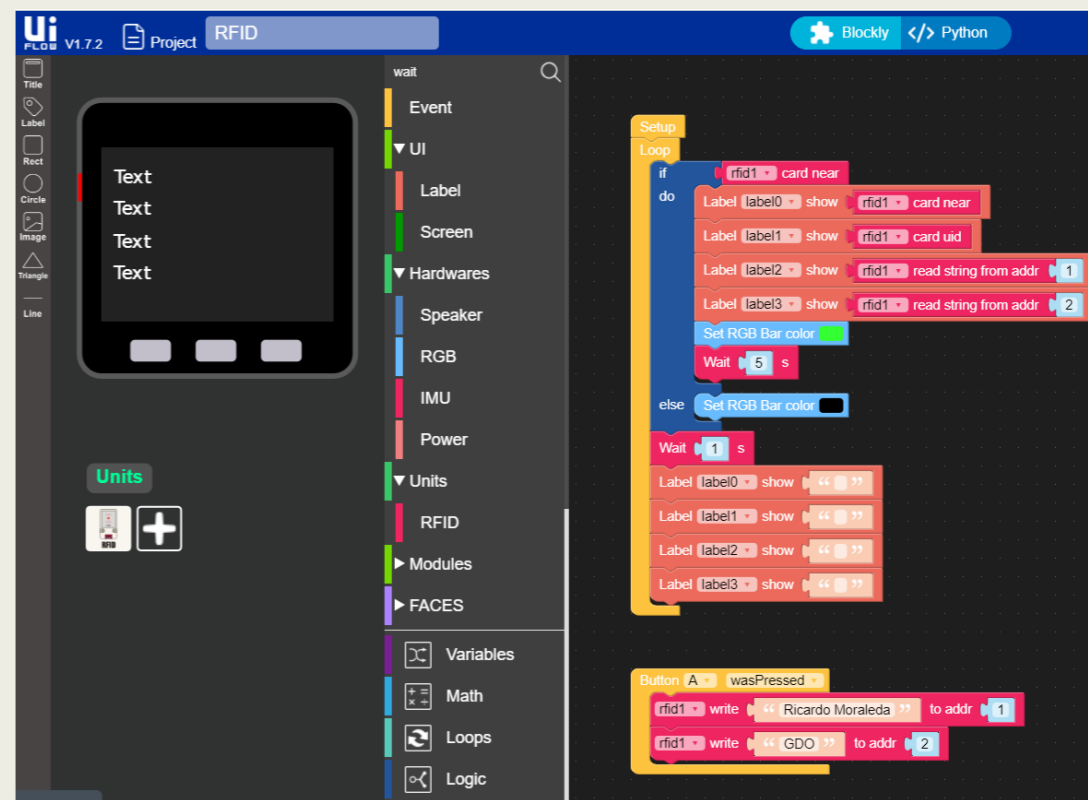 Ui FLOW V1.7.2 Project RFID Blockly </> Python
Title
Label
Rect
Circle
Image
Triangle
Line
Text
Text
Text
Text
Units
RFID
wait
Event
UI
Label
Screen
Hardwares
Speaker
RGB
IMU
Power
Units
RFID
Modules
FACES
Variables
Math
Loops
Logic
Setup
Loop
if rfid1 card near
do Label label0 show rfid1 card near
Label label1 show rfid1 card uid
Label label2 show rfid1 read string from addr 1
Label label3 show rfid1 read string from addr 2
Set RGB Bar color
Wait 5 s
else Set RGB Bar color
Wait 1 s
Label label0 show “ ”
Label label1 show “ ”
Label label2 show “ ”
Label label3 show “ ”
Button A wasPressed
rfid1 write “ Ricardo Moraleda ” to addr 1
rfid1 write “ GDO ” to addr 2